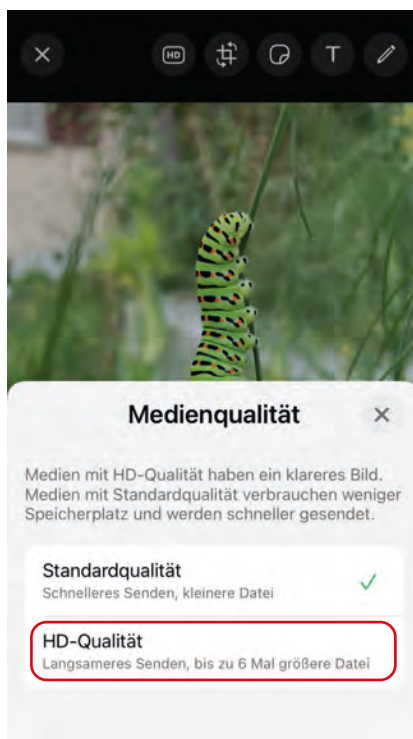 HD
T
Medienqualität
Medien mit HD-Qualität haben ein klareres Bild.
Medien mit Standardqualität verbrauchen weniger
Speicherplatz und werden schneller gesendet.
Standardqualität
Schnelleres Senden, kleinere Datei
HD-Qualität
Langsameres Senden, bis zu 6 Mal größere Datei